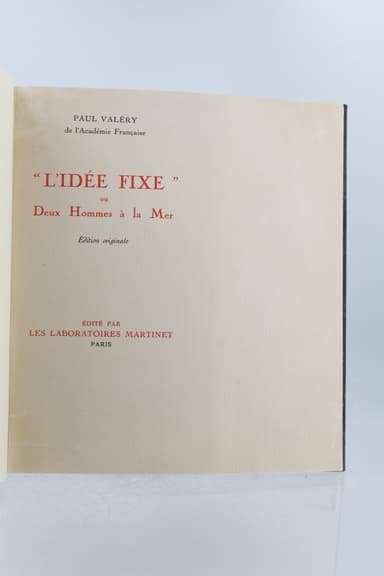 PAUL VALÉRY
de l'Académie Française
“ L'IDÉE FIXE ”
ou
Deux Hommes à la Mer
Edition originale
ÉDITÉ PAR
LES LABORATOIRES MARTINET
PARIS